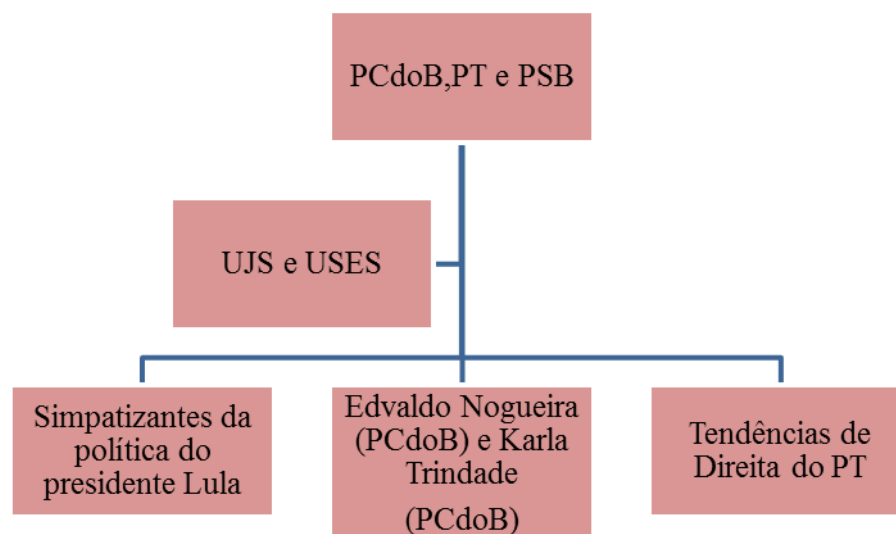 PCdoB,PT e PSB
UJS e USES
Simpatizantes da
política do
presidente Lula
Edvaldo Nogueira
(PCdoB) e Karla
Trindade
(PCdoB)
Tendências de
Direita do PT